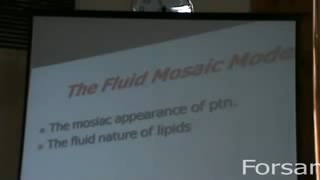 The Fluid Mosaic Mode
The mosiac appearance of ptn.
The fluid nature of lipids
Forsan